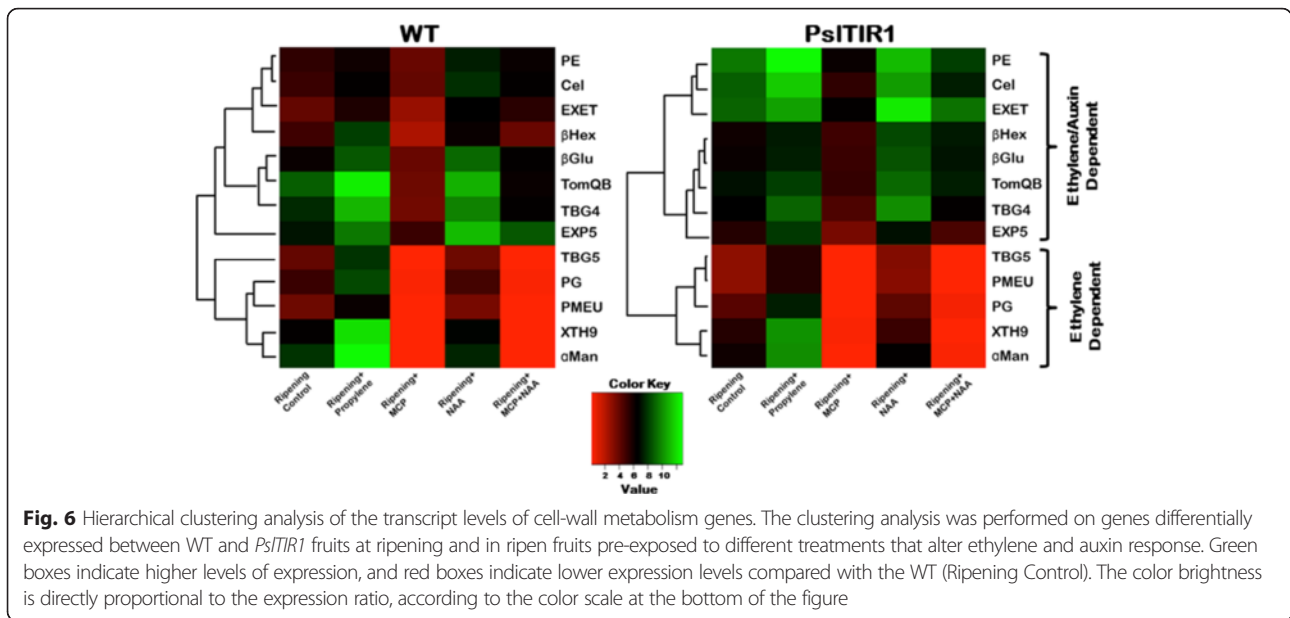 WT
PslTIR1
PE
Cel
EXET
βHex
βGlu
TomQB
TBG4
EXP5
TBG5
PG
PMEU
XTH9
αMan
PE
Cel
EXET
βHex
βGlu
TomQB
TBG4
EXP5
TBG5
PMEU
PG
XTH9
αMan
Ethylene/Auxin
Dependent
Ethylene
Dependent
Ripening
Control
Ripening+
Propylene
Ripening+
MCP
Ripening+
NAA
Ripening+
MCP+NAA
Ripening
Control
Ripening+
Propylene
Ripening+
MCP
Ripening+
NAA
Ripening+
MCP+NAA
Color Key
2 4 6 8 10
Value
Fig. 6 Hierarchical clustering analysis of the transcript levels of cell-wall metabolism genes. The clustering analysis was performed on genes differentially
expressed between WT and PslTIR1 fruits at ripening and in ripen fruits pre-exposed to different treatments that alter ethylene and auxin response. Green
boxes indicate higher levels of expression, and red boxes indicate lower expression levels compared with the WT (Ripening Control). The color brightness
is directly proportional to the expression ratio, according to the color scale at the bottom of the figure